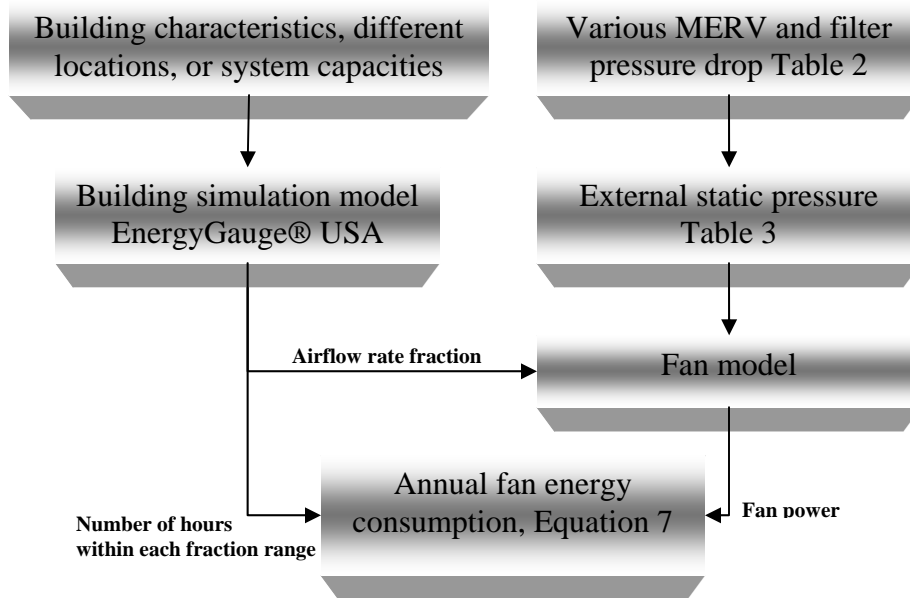 Building characteristics, different
locations, or system capacities
Various MERV and filter
pressure drop Table 2
Building simulation model
EnergyGauge® USA
External static pressure
Table 3
Airflow rate fraction
Fan model
Annual fan energy
consumption, Equation 7
Number of hours
within each fraction range
Fan power